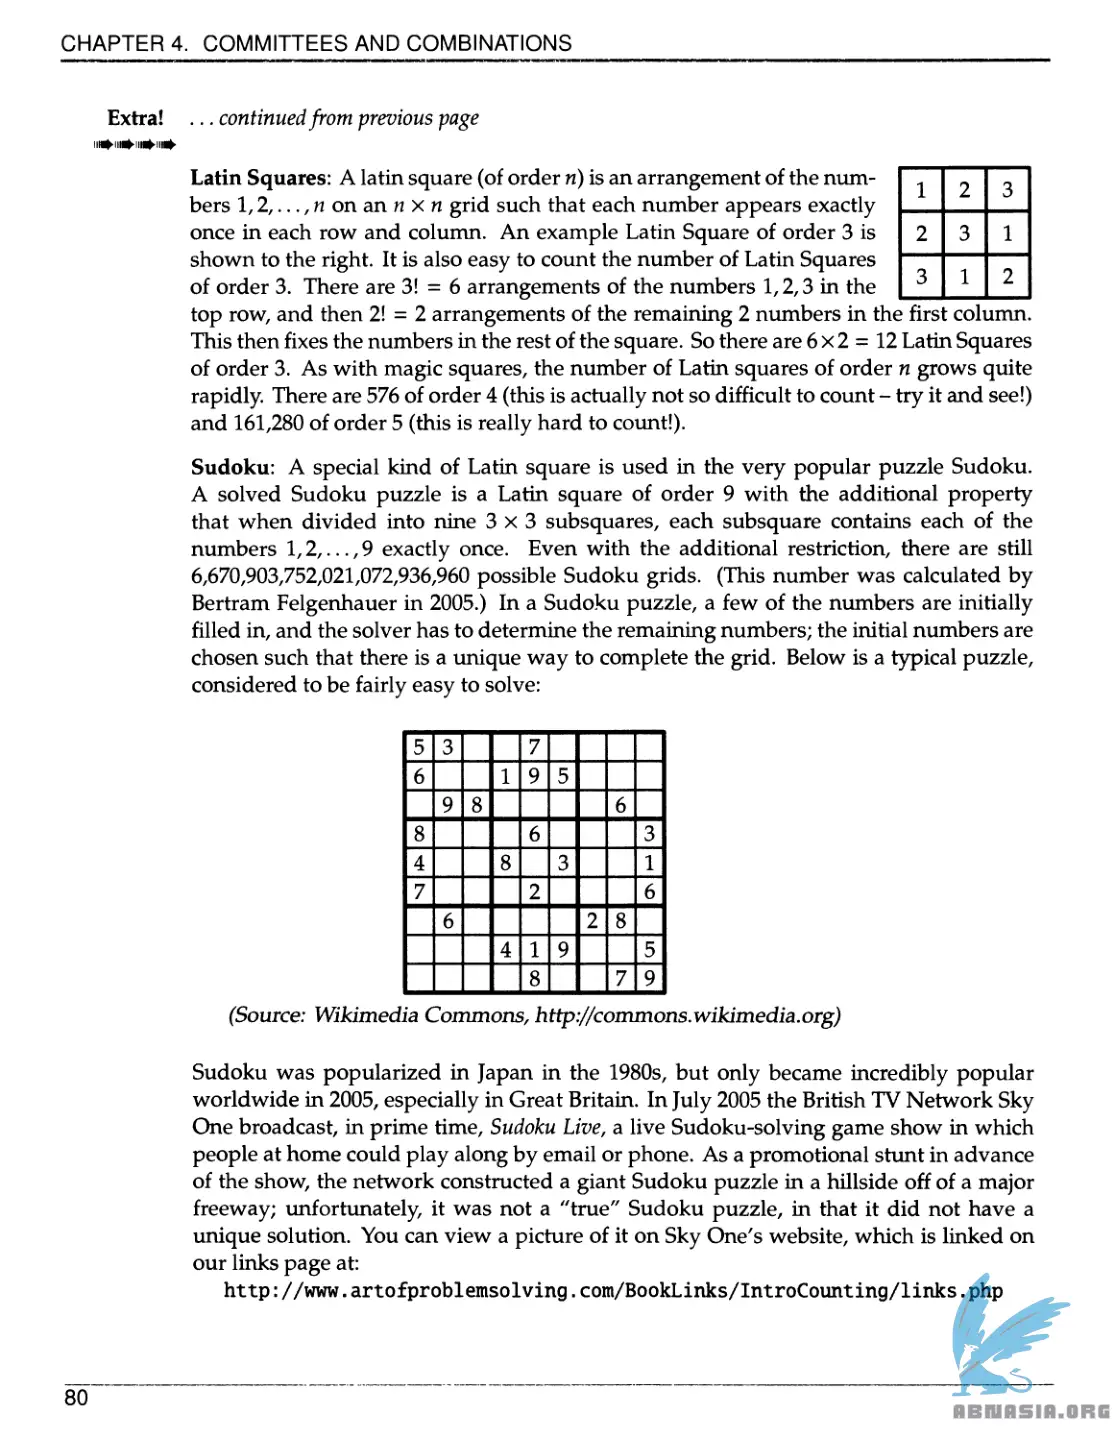 CHAPTER 4. COMMITTEES AND COMBINATIONS
Extra! ... continued from previous page
Latin Squares: A latin square (of order n) is an arrangement of the num-
bers 1,2,...,n on an n × n grid such that each number appears exactly
once in each row and column. An example Latin Square of order 3 is
shown to the right. It is also easy to count the number of Latin Squares
of order 3. There are 3! = 6 arrangements of the numbers 1,2,3 in the
top row, and then 2! = 2 arrangements of the remaining 2 numbers in the first column.
This then fixes the numbers in the rest of the square. So there are 6×2 = 12 Latin Squares
of order 3. As with magic squares, the number of Latin squares of order n grows quite
rapidly. There are 576 of order 4 (this is actually not so difficult to count – try it and see!)
and 161,280 of order 5 (this is really hard to count!).
1 2 3
2 3 1
3 1 2
Sudoku: A special kind of Latin square is used in the very popular puzzle Sudoku.
A solved Sudoku puzzle is a Latin square of order 9 with the additional property
that when divided into nine 3 × 3 subsquares, each subsquare contains each of the
numbers 1,2,...,9 exactly once. Even with the additional restriction, there are still
6,670,903,752,021,072,936,960 possible Sudoku grids. (This number was calculated by
Bertram Felgenhauer in 2005.) In a Sudoku puzzle, a few of the numbers are initially
filled in, and the solver has to determine the remaining numbers; the initial numbers are
chosen such that there is a unique way to complete the grid. Below is a typical puzzle,
considered to be fairly easy to solve:
5 3 7
6 1 9 5
9 8 6
8 6 3
4 8 3 1
7 2 6
6 2 8
4 1 9 5
8 7 9
(Source: Wikimedia Commons, http://commons.wikimedia.org)
Sudoku was popularized in Japan in the 1980s, but only became incredibly popular
worldwide in 2005, especially in Great Britain. In July 2005 the British TV Network Sky
One broadcast, in prime time, Sudoku Live, a live Sudoku-solving game show in which
people at home could play along by email or phone. As a promotional stunt in advance
of the show, the network constructed a giant Sudoku puzzle in a hillside off of a major
freeway; unfortunately, it was not a "true" Sudoku puzzle, in that it did not have a
unique solution. You can view a picture of it on Sky One's website, which is linked on
our links page at:
http://www.artofproblemsolving.com/BookLinks/IntroCounting/links.php
80
ABNASIA.ORG